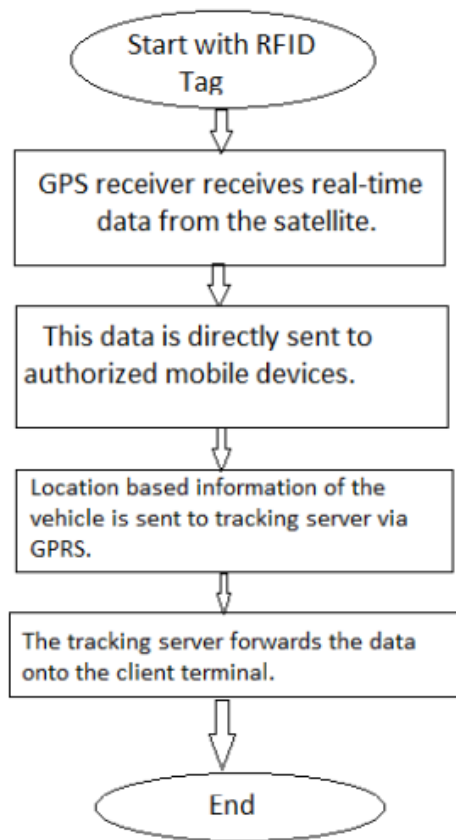 Start with RFID
Tag
GPS receiver receives real-time
data from the satellite.
This data is directly sent to
authorized mobile devices.
Location based information of the
vehicle is sent to tracking server via
GPRS.
The tracking server forwards the data
onto the client terminal.
End